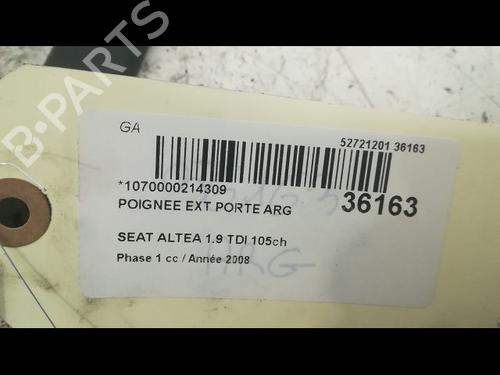 B-PARTS
GA
52721201 36163
*1070000214309
36163
POIGNEE EXT PORTE ARG
SEAT ALTEA 1.9 TDI 105ch
Phase 1 cc / Année 2008
ARG